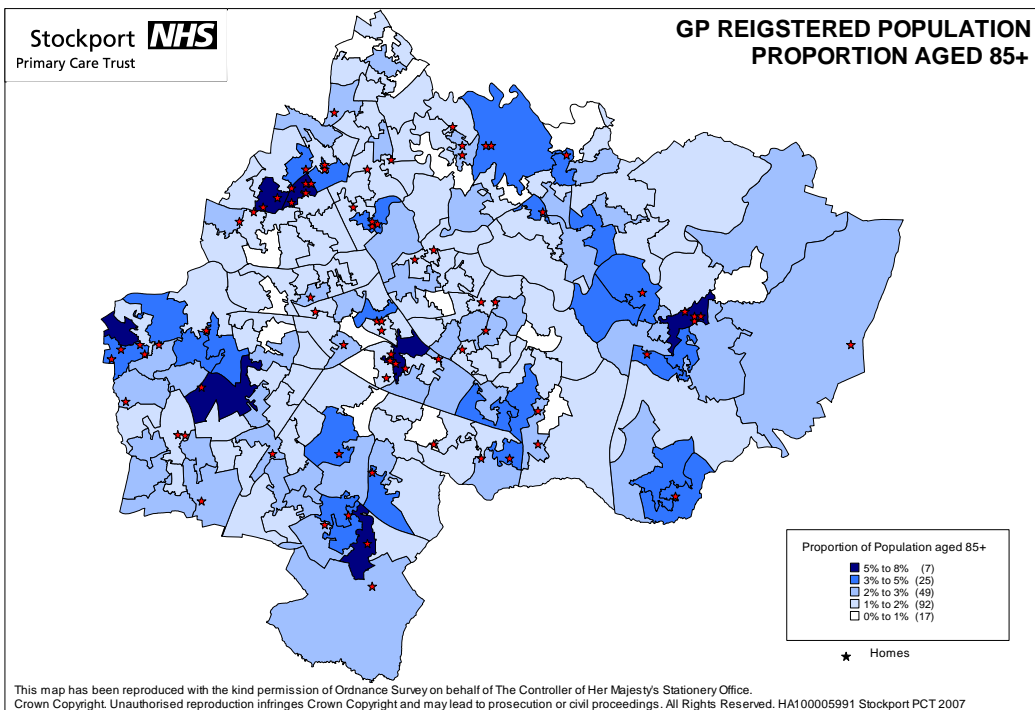 Stockport NHS
Primary Care Trust
GP REIGSTERED POPULATION
PROPORTION AGED 85+
Proportion of Population aged 85+
5% to 8% (7)
3% to 5% (25)
2% to 3% (49)
1% to 2% (92)
0% to 1% (17)
Homes
This map has been reproduced with the kind permission of Ordnance Survey on behalf of The Controller of Her Majesty's Stationery Office.
Crown Copyright. Unauthorised reproduction infringes Crown Copyright and may lead to prosecution or civil proceedings. All Rights Reserved. HA100005991 Stockport PCT 2007